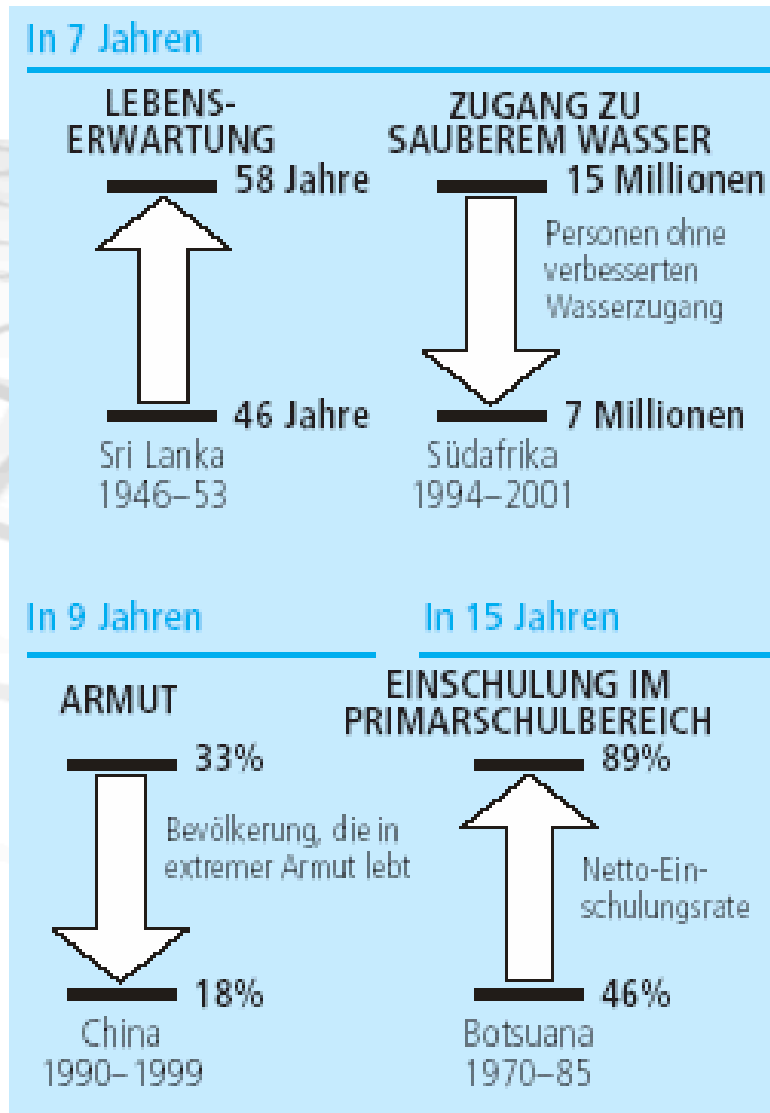 In 7 Jahren
LEBENS-
ERWARTUNG
58 Jahre
46 Jahre
Sri Lanka
1946–53
ZUGANG ZU
SAUBEREM WASSER
15 Millionen
Personen ohne
verbesserten
Wasserzugang
7 Millionen
Südafrika
1994–2001
In 9 Jahren
ARMUT
33%
Bevölkerung, die in
extremer Armut lebt
18%
China
1990–1999
In 15 Jahren
EINSCHULUNG IM
PRIMARSCHULBEREICH
89%
Netto-Ein-
schulungsrate
46%
Botsuana
1970–85